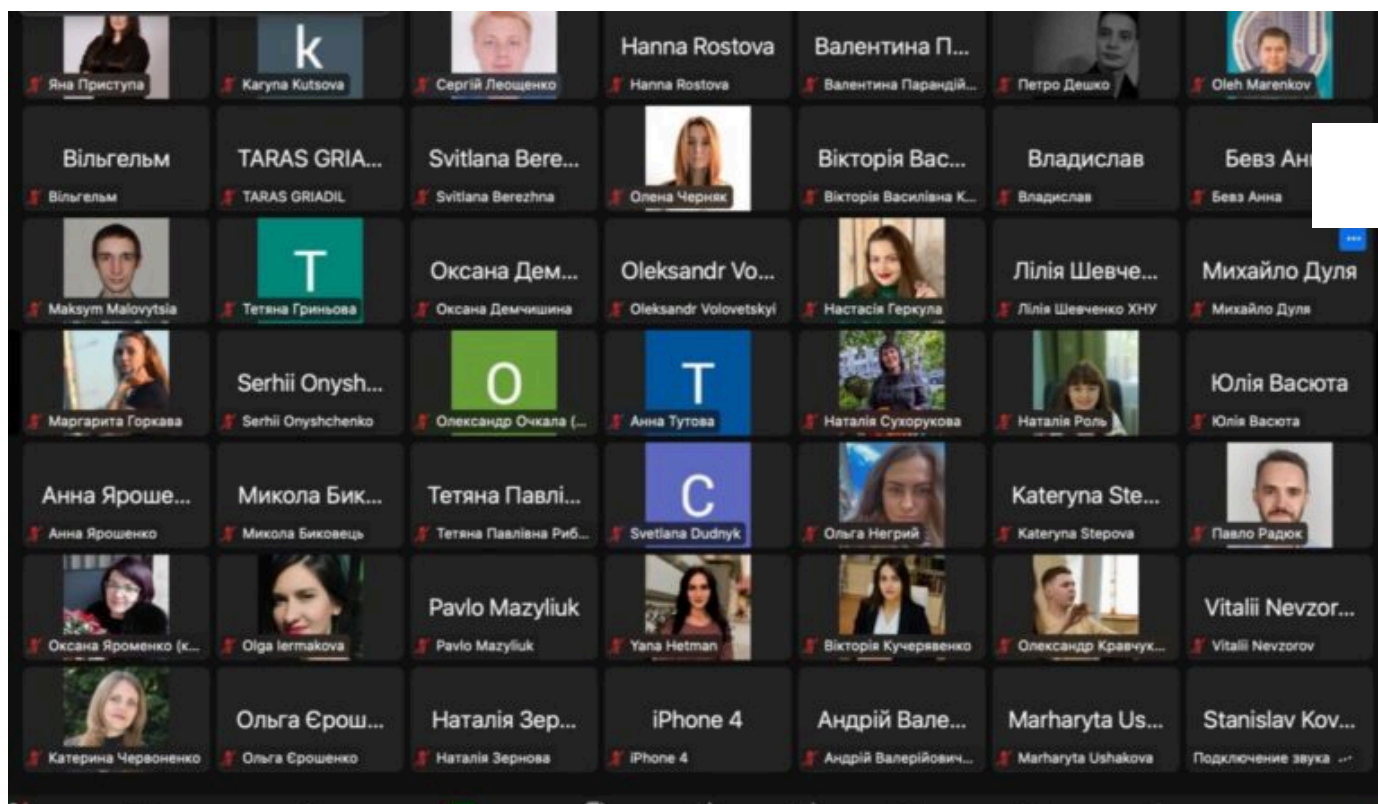 k
Hanna Rostova
Валентина П...
Яна Приступа
Karyna Kutsova
Сергій Леощенко
Hanna Rostova
Валентина Парандій...
Петро Дешко
Oleh Marenkov
Вільгельм
TARAS GRIA...
Svitlana Bere...
Вікторія Вас...
Владислав
Бевз
Вільгельм
TARAS GRIADIL
Svitlana Berezhna
Олена Черняк
Вікторія Василівна К...
Владислав
Бевз Анна
T
Оксана Дем...
Oleksandr Vo...
Лілія Шевче...
Михайло Дуля
Maksym Malovytsia
Тетяна Гриньова
Оксана Демчишина
Oleksandr Volovetskyi
Настасія Геркула
Лілія Шевченко ХНУ
Михайло Дуля
Serhii Onysh...
О
Т
Юлія Васюта
Маргарита Горкава
Serhii Onyshchenko
Олександр Очкала (...
Анна Тутова
Наталія Сухорукова
Наталія Роль
Юлія Васюта
Анна Яроше...
Микола Бик...
Тетяна Павлі...
С
Kateryna Ste...
Анна Ярошенко
Микола Биковець
Тетяна Павлівна Риб...
Svetlana Dudnyk
Ольга Негрий
Kateryna Stepova
Павло Радюк
Pavlo Mazyliuk
Vitalii Nevzor...
Оксана Яроменко (к...
Olga Iermakova
Pavlo Mazyliuk
Yana Hetman
Вікторія Кучерявенко
Олександр Кравчук...
Vitalii Nevzorov
Ольга Єрош...
Наталія Зер...
iPhone 4
Андрій Вале...
Marharyta Us...
Stanislav Kov...
Катерина Червоненко
Ольга Єрошенко
Наталія Зернова
iPhone 4
Андрій Валерійович...
Marharyta Ushakova
Подключение звука ...